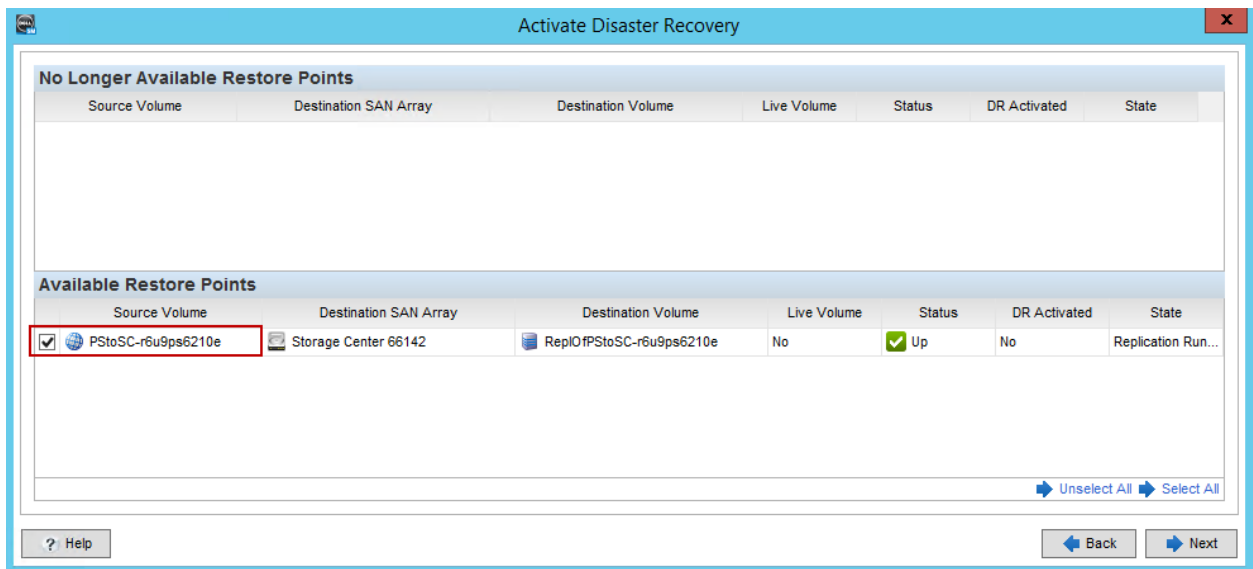 Activate Disaster Recovery
x
No Longer Available Restore Points
Source Volume Destination SAN Array Destination Volume Live Volume Status DR Activated State
Available Restore Points
Source Volume Destination SAN Array Destination Volume Live Volume Status DR Activated State
PStoSC-r6u9ps6210e Storage Center 66142 ReplOfPStoSC-r6u9ps6210e No Up No Replication Run...
Unselect All Select All
? Help Back Next